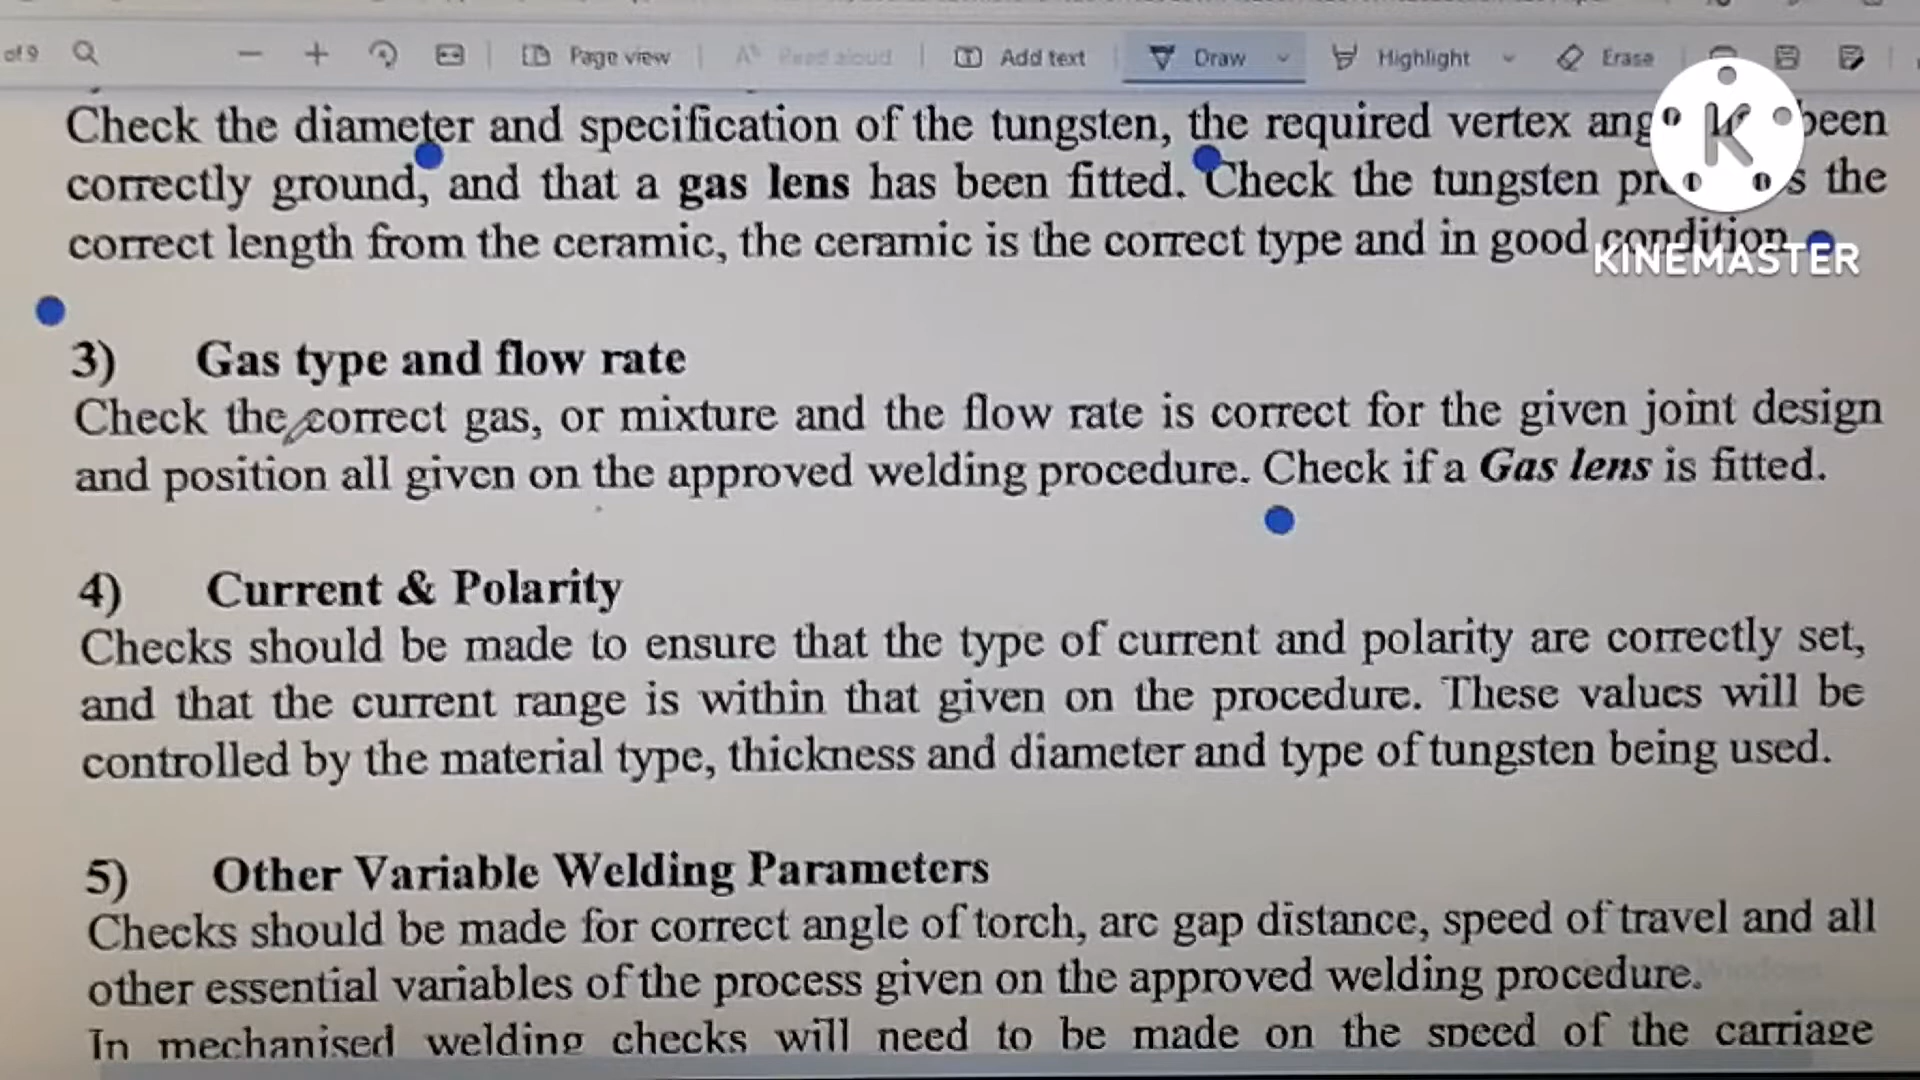 of 9 Page view Read aloud Add text Draw Highlight Erase
Check the diameter and specification of the tungsten, the required vertex been
correctly ground, and that a gas lens has been fitted. Check the tungsten the
correct length from the ceramic, the ceramic is the correct type and in good condition.
K
KINEMASTER
3) Gas type and flow rate
Check the correct gas, or mixture and the flow rate is correct for the given joint design
and position all given on the approved welding procedure. Check if a Gas lens is fitted.
4) Current & Polarity
Checks should be made to ensure that the type of current and polarity are correctly set,
and that the current range is within that given on the procedure. These values will be
controlled by the material type, thickness and diameter and type of tungsten being used.
5) Other Variable Welding Parameters
Checks should be made for correct angle of torch, arc gap distance, speed of travel and all
other essential variables of the process given on the approved welding procedure.
In mechanised welding checks will need to be made on the speed of the carriage